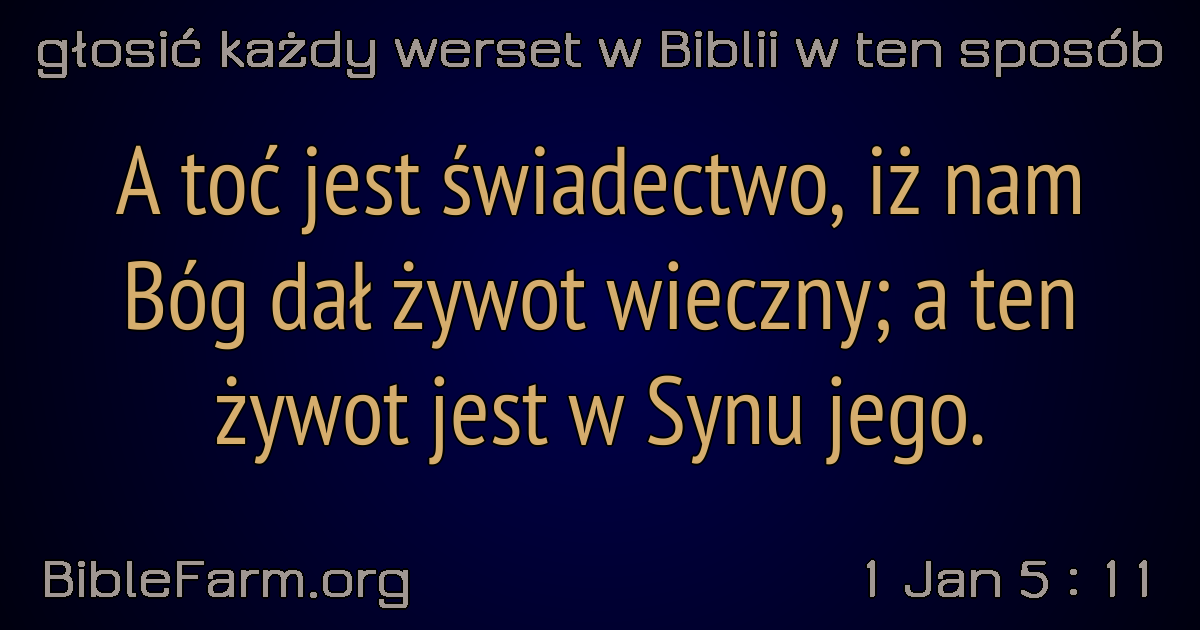 głosić każdy werset w Biblii w ten sposób
A toć jest świadectwo, iż nam
Bóg dał żywot wieczny; a ten
żywot jest w Synu jego.
BibleFarm.org
1 Jan 5 : 11